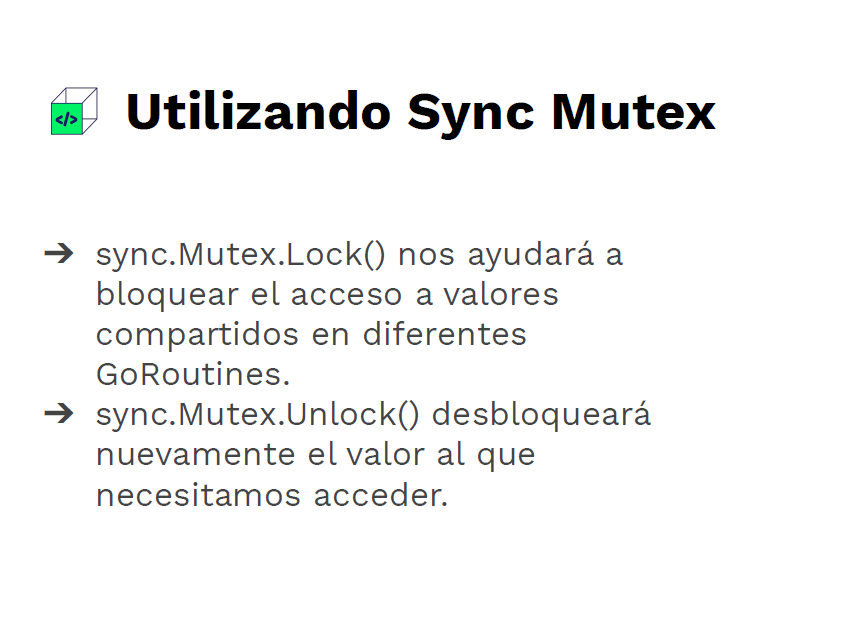 </>
Utilizando Sync Mutex
➔ sync.Mutex.Lock() nos ayudará a
bloquear el acceso a valores
compartidos en diferentes
GoRoutines.
➔ sync.Mutex.Unlock() desbloqueará
nuevamente el valor al que
necesitamos acceder.